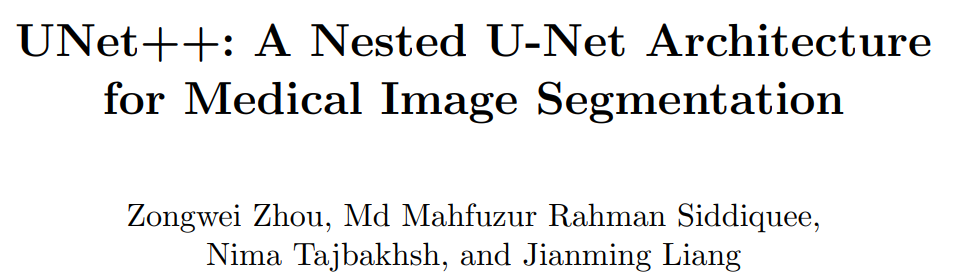 UNet++: A Nested U-Net Architecture
for Medical Image Segmentation
Zongwei Zhou, Md Mahfuzur Rahman Siddiquee,
Nima Tajbakhsh, and Jianming Liang